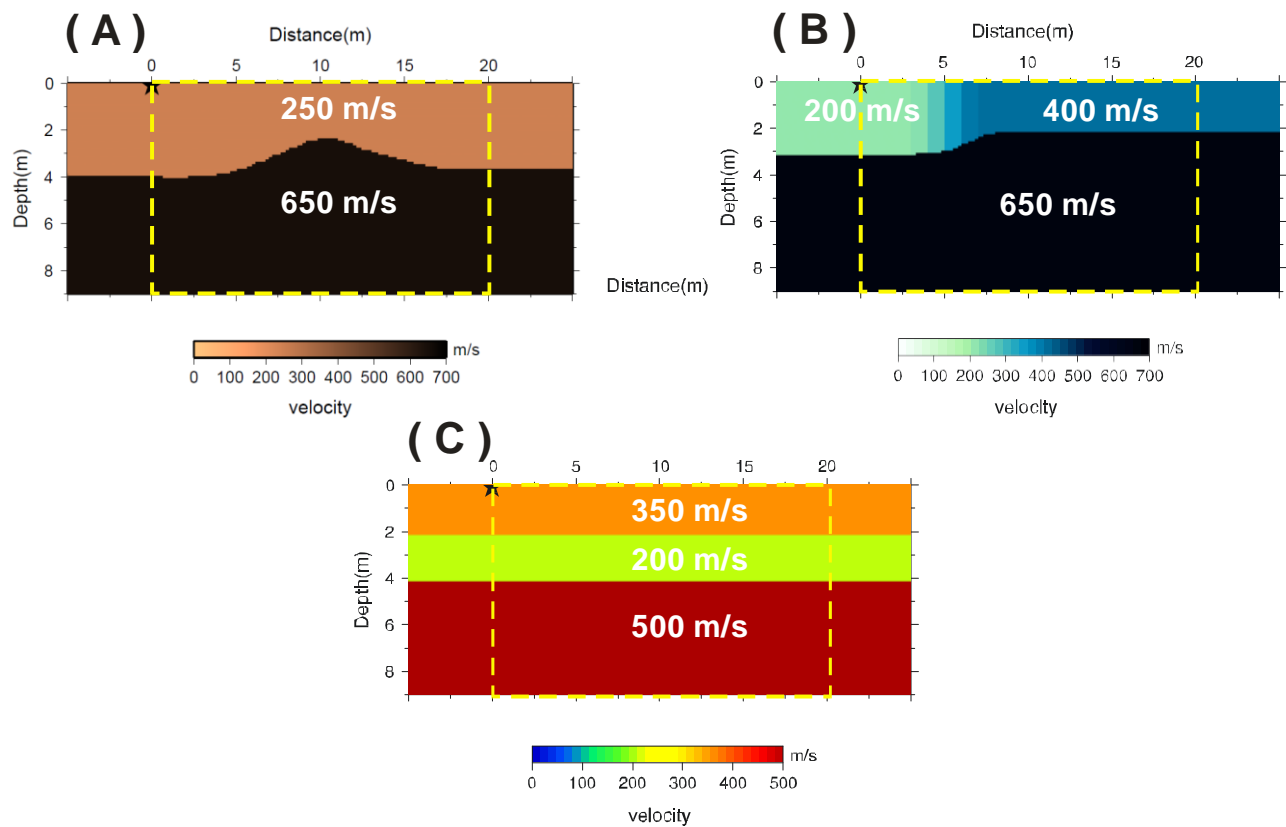 ( A )
Distance(m)
0 5 10 15 20
0
2
4
6
8
Depth(m)
250 m/s
650 m/s
0 100 200 300 400 500 600 700
m/s
velocity
( B )
Distance(m)
0 5 10 15 20
0
2
4
6
8
Depth(m)
200 m/s
400 m/s
650 m/s
Distance(m)
0 100 200 300 400 500 600 700
m/s
velocity
( C )
0 5 10 15 20
0
2
4
6
8
Depth(m)
350 m/s
200 m/s
500 m/s
0 100 200 300 400 500
m/s
velocity